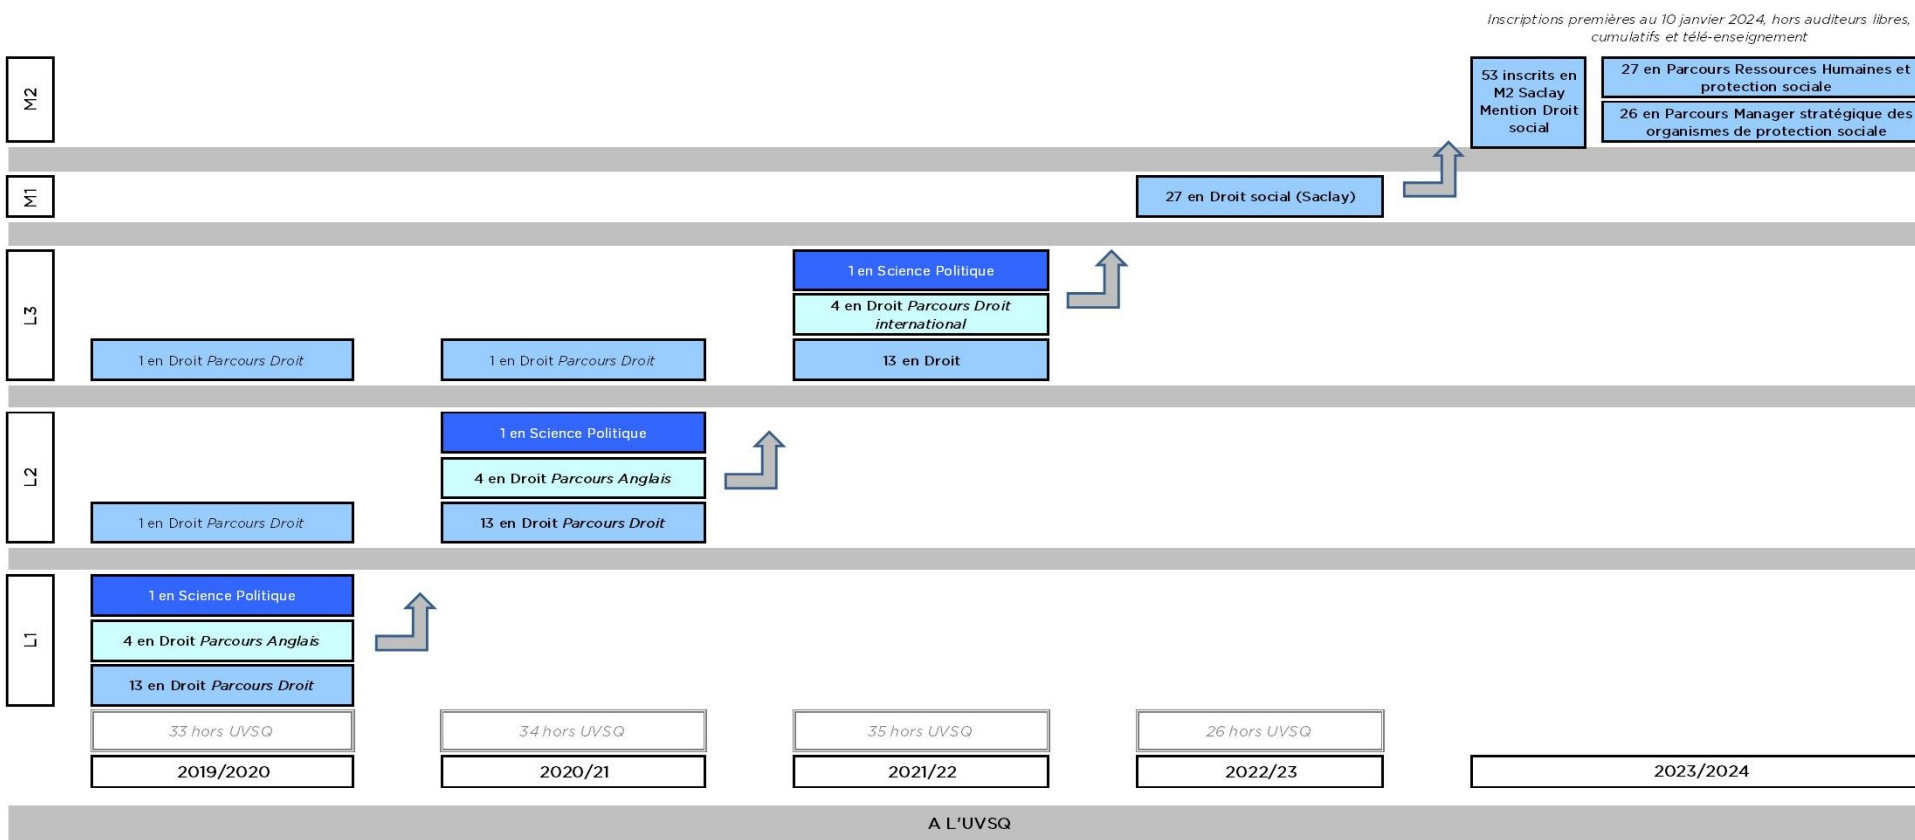 Inscriptions premières au 10 janvier 2024, hors auditeurs libres,
cumulatifs et télé-enseignement
M2
53 inscrits en
M2 Saclay
Mention Droit
social
27 en Parcours Ressources Humaines et
protection sociale
26 en Parcours Manager stratégique des
organismes de protection sociale
M1
27 en Droit social (Saclay)
L3
1 en Science Politique
4 en Droit Parcours Droit
international
1 en Droit Parcours Droit
1 en Droit Parcours Droit
13 en Droit
L2
1 en Science Politique
4 en Droit Parcours Anglais
1 en Droit Parcours Droit
13 en Droit Parcours Droit
L1
1 en Science Politique
4 en Droit Parcours Anglais
13 en Droit Parcours Droit
33 hors UVSQ
34 hors UVSQ
35 hors UVSQ
26 hors UVSQ
2019/2020
2020/21
2021/22
2022/23
2023/2024
A L'UVSQ